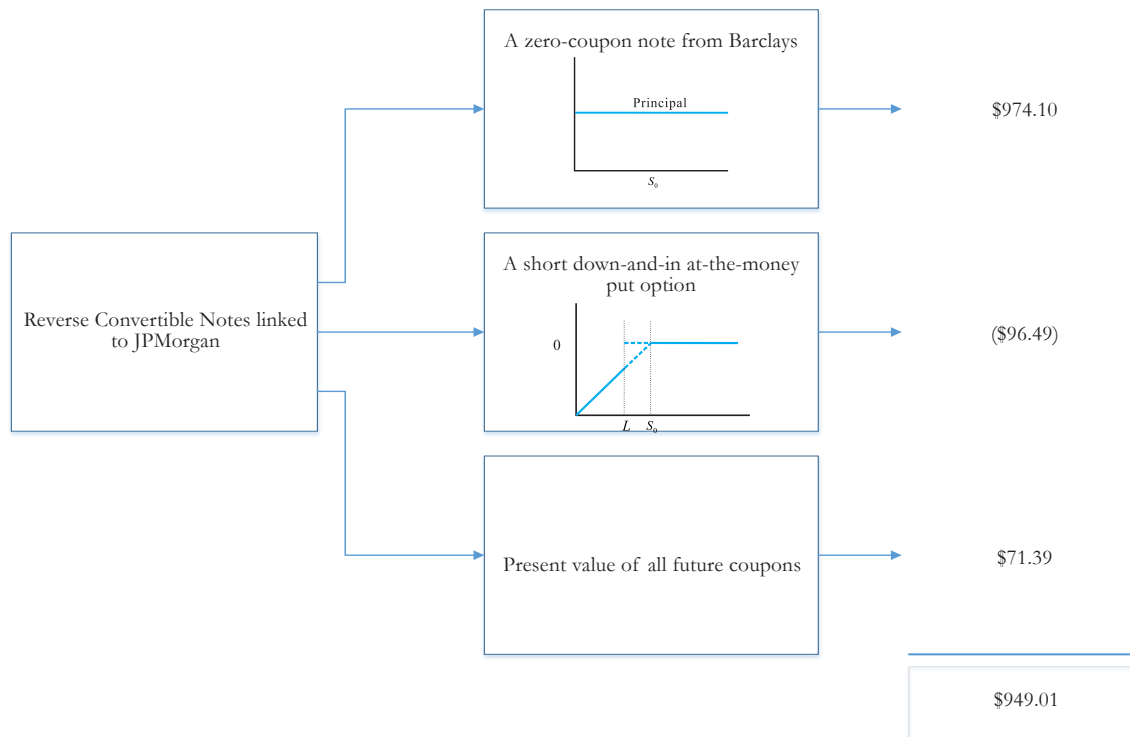 A zero-coupon note from Barclays
Principal
S₀
$974.10
Reverse Convertible Notes linked
to JPMorgan
A short down-and-in at-the-money
put option
0
L S₀
($96.49)
Present value of all future coupons
$71.39
$949.01